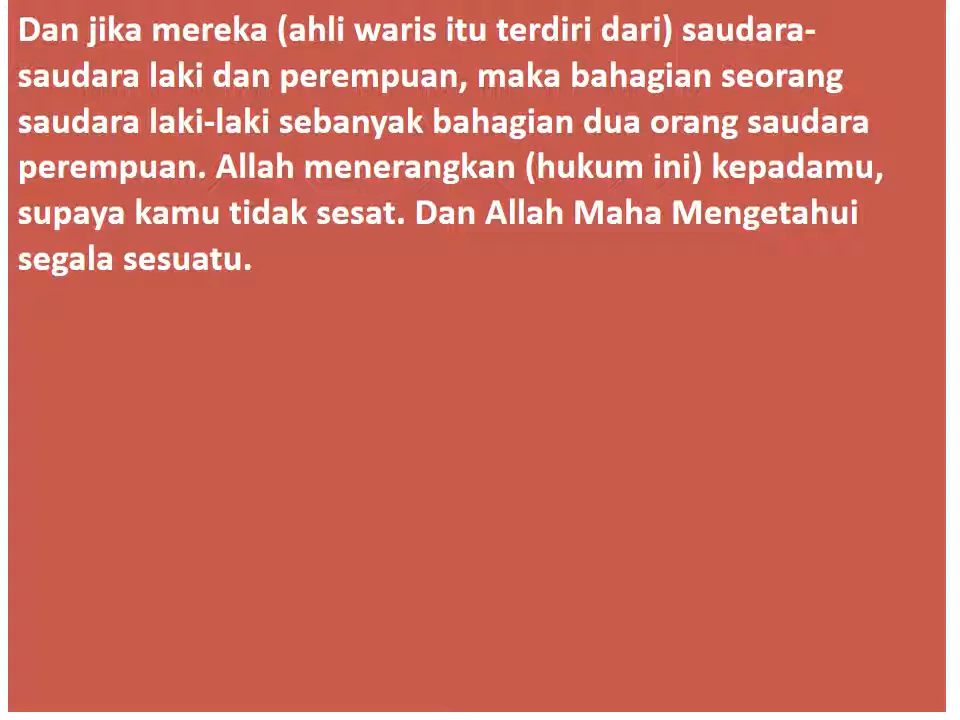 Dan jika mereka (ahli waris itu terdiri dari) saudara-
saudara laki dan perempuan, maka bahagian seorang
saudara laki-laki sebanyak bahagian dua orang saudara
perempuan. Allah menerangkan (hukum ini) kepadamu,
supaya kamu tidak sesat. Dan Allah Maha Mengetahui
segala sesuatu.